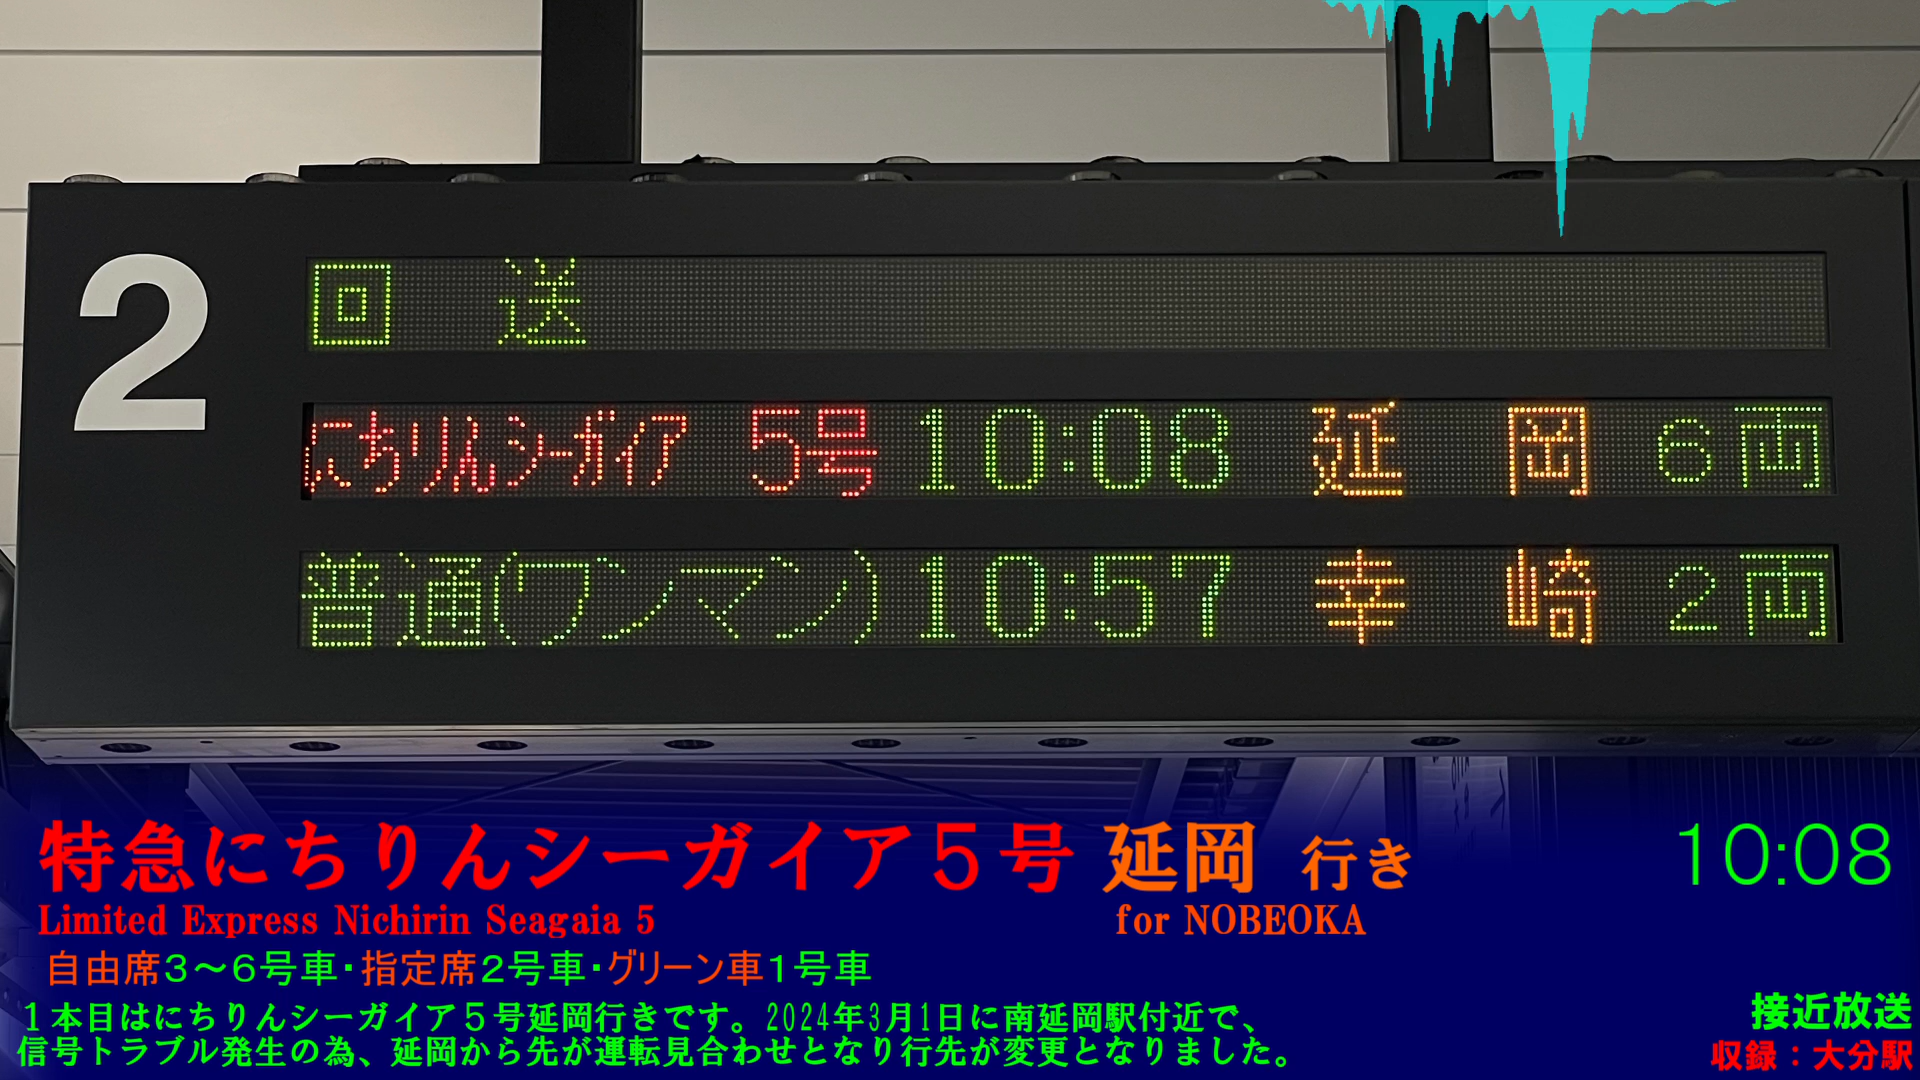 2
回送
にちりんシーガイア 5号 10:08 延岡 6両
普通(ワンマン) 10:57 幸崎 2両
特急にちりんシーガイア5号 延岡 行き 10:08
Limited Express Nichirin Seagaia 5 for NOBEOKA
自由席3～6号車・指定席2号車・グリーン車1号車
1本目はにちりんシーガイア5号延岡行きです。2024年3月1日に南延岡駅付近で、
信号トラブル発生の為、延岡から先が運転見合わせとなり行先が変更となりました。
接近放送
収録：大分駅